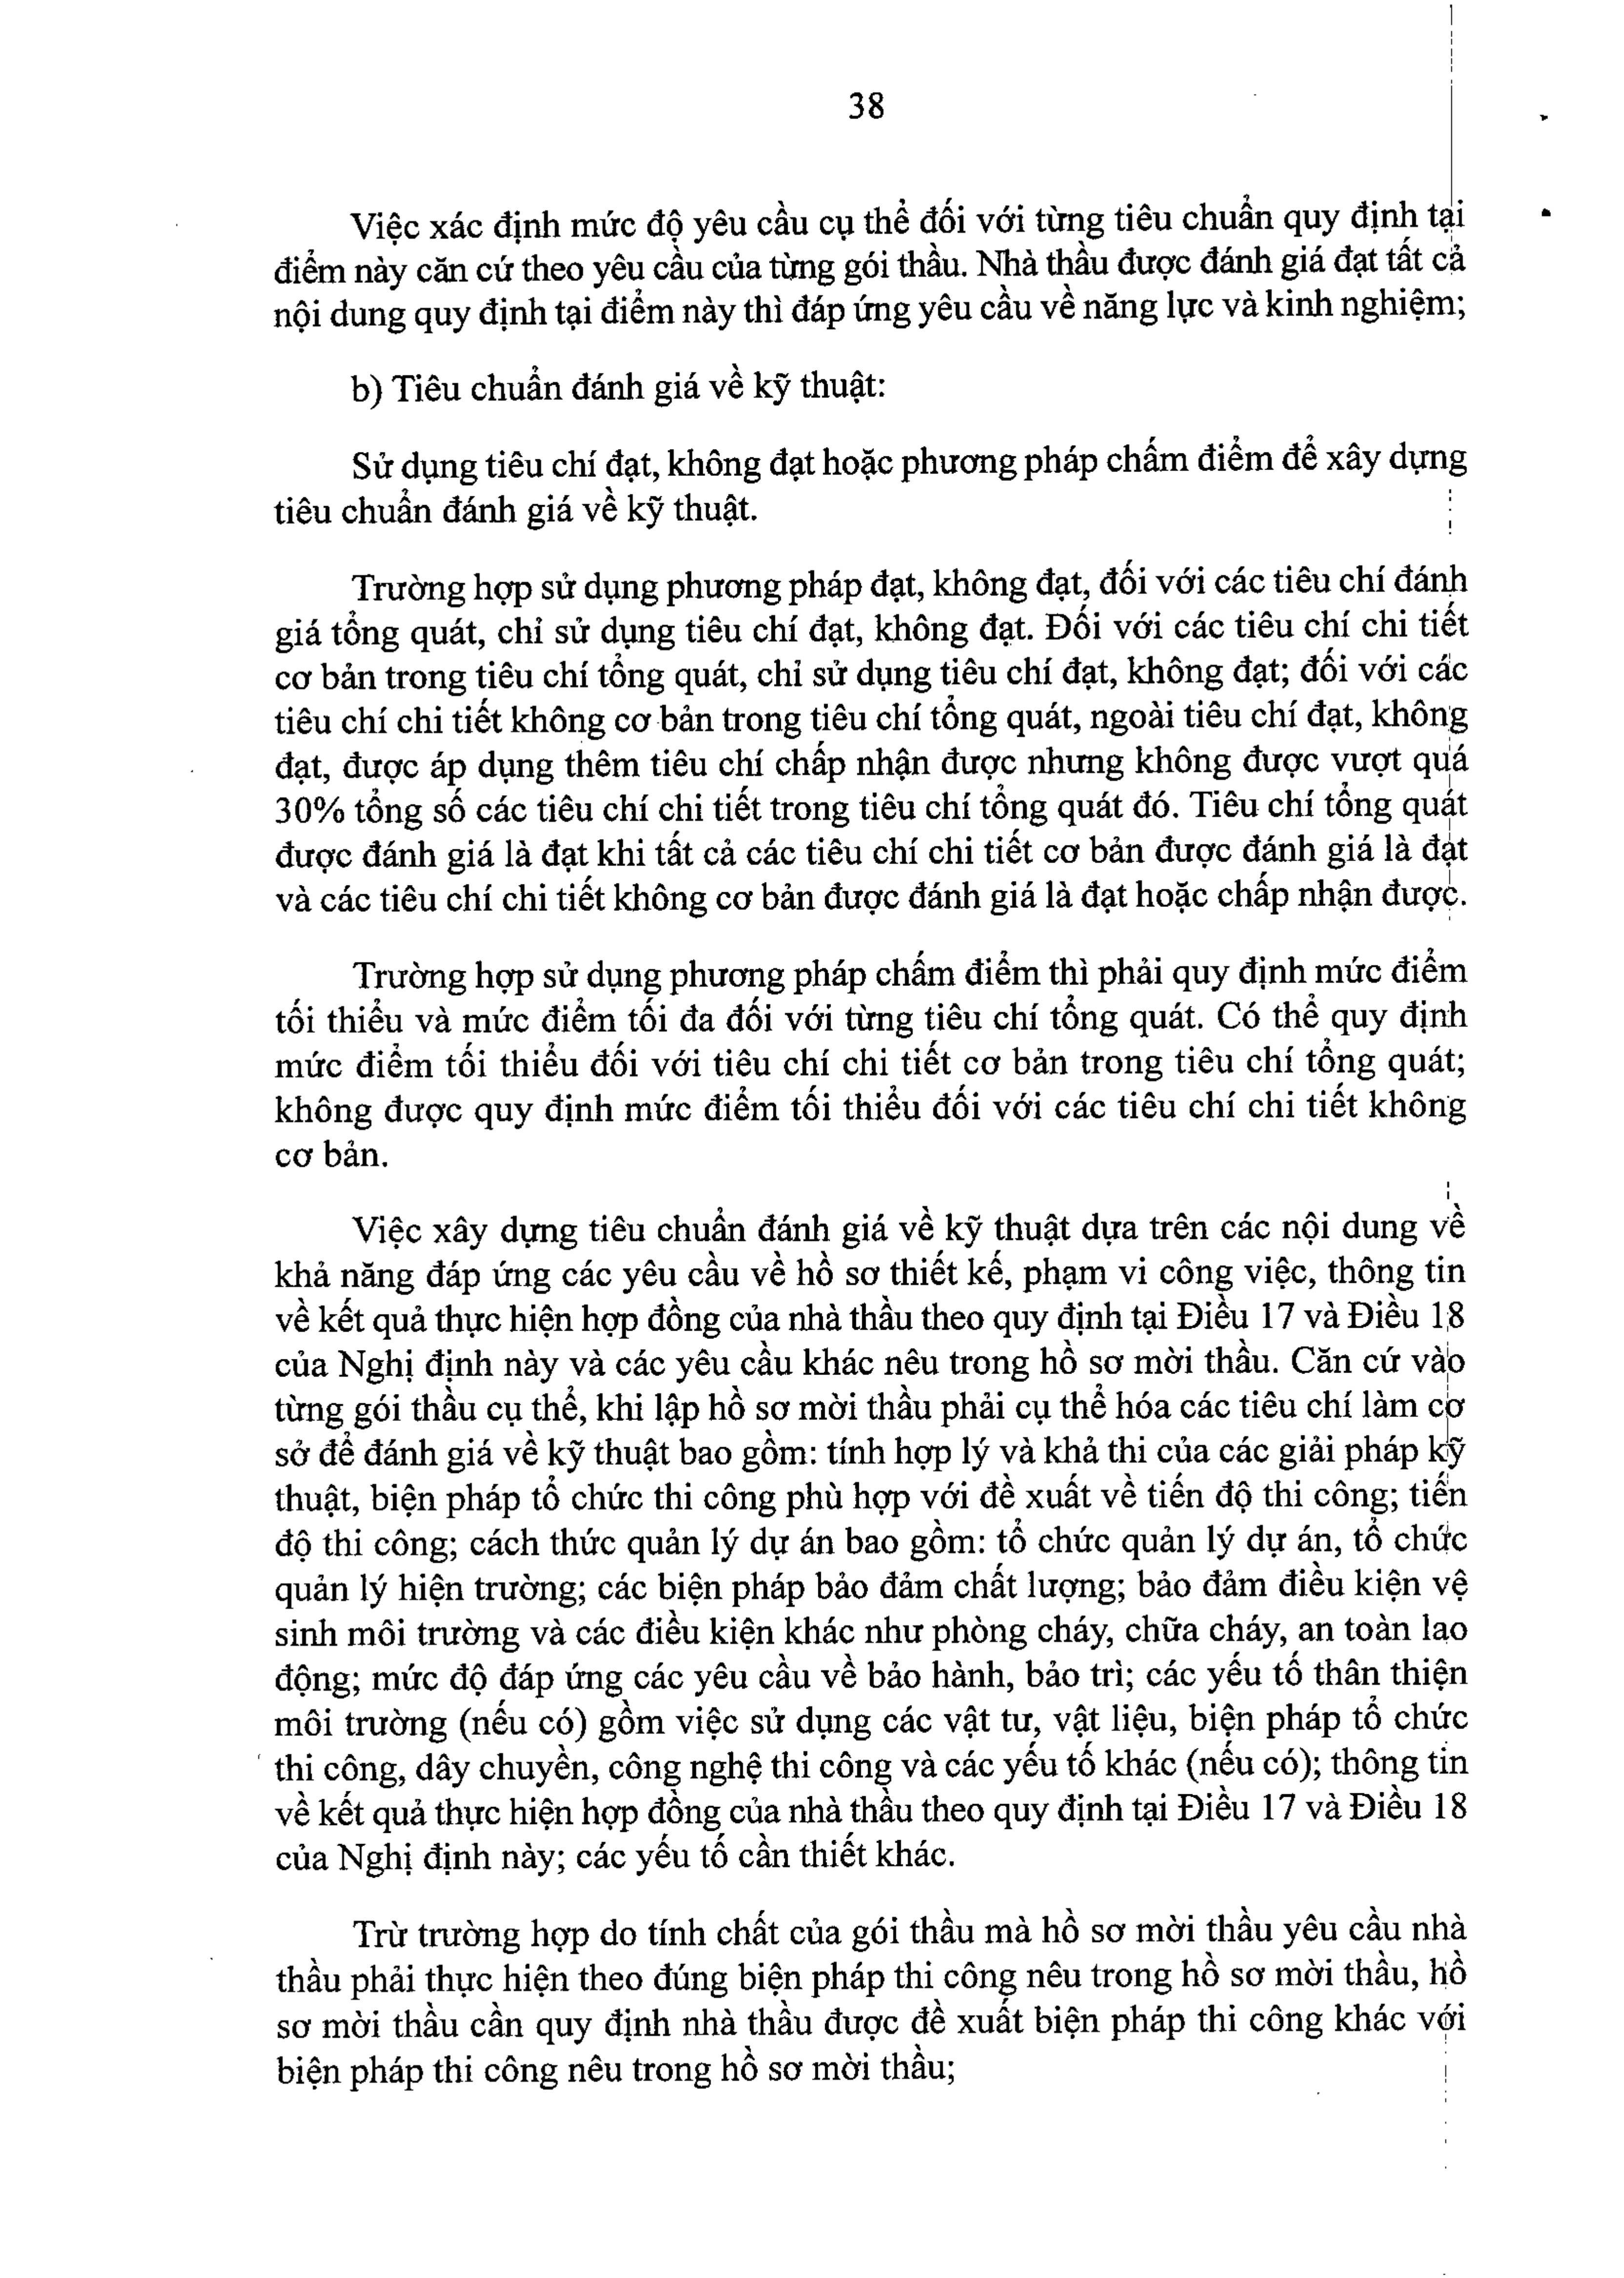 38
Việc xác định mức độ yêu cầu cụ thể đối với từng tiêu chuẩn quy định tại
điểm này căn cứ theo yêu cầu của từng gói thầu. Nhà thầu được đánh giá đạt tất cả
nội dung quy định tại điểm này thì đáp ứng yêu cầu về năng lực và kinh nghiệm;
b) Tiêu chuẩn đánh giá về kỹ thuật:
Sử dụng tiêu chí đạt, không đạt hoặc phương pháp chấm điểm để xây dựng
tiêu chuẩn đánh giá về kỹ thuật.
Trường hợp sử dụng phương pháp đạt, không đạt, đối với các tiêu chí đánh
giá tổng quát, chỉ sử dụng tiêu chí đạt, không đạt. Đối với các tiêu chí chi tiết
cơ bản trong tiêu chí tổng quát, chỉ sử dụng tiêu chí đạt, không đạt; đối với các
tiêu chí chi tiết không cơ bản trong tiêu chí tổng quát, ngoài tiêu chí đạt, không
đạt, được áp dụng thêm tiêu chí chấp nhận được nhưng không được vượt quá
30% tổng số các tiêu chí chi tiết trong tiêu chí tổng quát đó. Tiêu chí tổng quát
được đánh giá là đạt khi tất cả các tiêu chí chi tiết cơ bản được đánh giá là đạt
và các tiêu chí chi tiết không cơ bản được đánh giá là đạt hoặc chấp nhận được.
Trường hợp sử dụng phương pháp chấm điểm thì phải quy định mức điểm
tối thiểu và mức điểm tối đa đối với từng tiêu chí tổng quát. Có thể quy định
mức điểm tối thiểu đối với tiêu chí chi tiết cơ bản trong tiêu chí tổng quát;
không được quy định mức điểm tối thiểu đối với các tiêu chí chi tiết không
cơ bản.
Việc xây dựng tiêu chuẩn đánh giá về kỹ thuật dựa trên các nội dung về
khả năng đáp ứng các yêu cầu về hồ sơ thiết kế, phạm vi công việc, thông tin
về kết quả thực hiện hợp đồng của nhà thầu theo quy định tại Điều 17 và Điều 18
của Nghị định này và các yêu cầu khác nêu trong hồ sơ mời thầu. Căn cứ vào
từng gói thầu cụ thể, khi lập hồ sơ mời thầu phải cụ thể hóa các tiêu chí làm cơ
sở để đánh giá về kỹ thuật bao gồm: tính hợp lý và khả thi của các giải pháp kỹ
thuật, biện pháp tổ chức thi công phù hợp với đề xuất về tiến độ thi công; tiến
độ thi công; cách thức quản lý dự án bao gồm: tổ chức quản lý dự án, tổ chức
quản lý hiện trường; các biện pháp bảo đảm chất lượng; bảo đảm điều kiện vệ
sinh môi trường và các điều kiện khác như phòng cháy, chữa cháy, an toàn lao
động; mức độ đáp ứng các yêu cầu về bảo hành, bảo trì; các yếu tố thân thiện
môi trường (nếu có) gồm việc sử dụng các vật tư, vật liệu, biện pháp tổ chức
thi công, dây chuyền, công nghệ thi công và các yếu tố khác (nếu có); thông tin
về kết quả thực hiện hợp đồng của nhà thầu theo quy định tại Điều 17 và Điều 18
của Nghị định này; các yếu tố cần thiết khác.
Trừ trường hợp do tính chất của gói thầu mà hồ sơ mời thầu yêu cầu nhà
thầu phải thực hiện theo đúng biện pháp thi công nêu trong hồ sơ mời thầu, hồ
sơ mời thầu cần quy định nhà thầu được đề xuất biện pháp thi công khác với
biện pháp thi công nêu trong hồ sơ mời thầu;